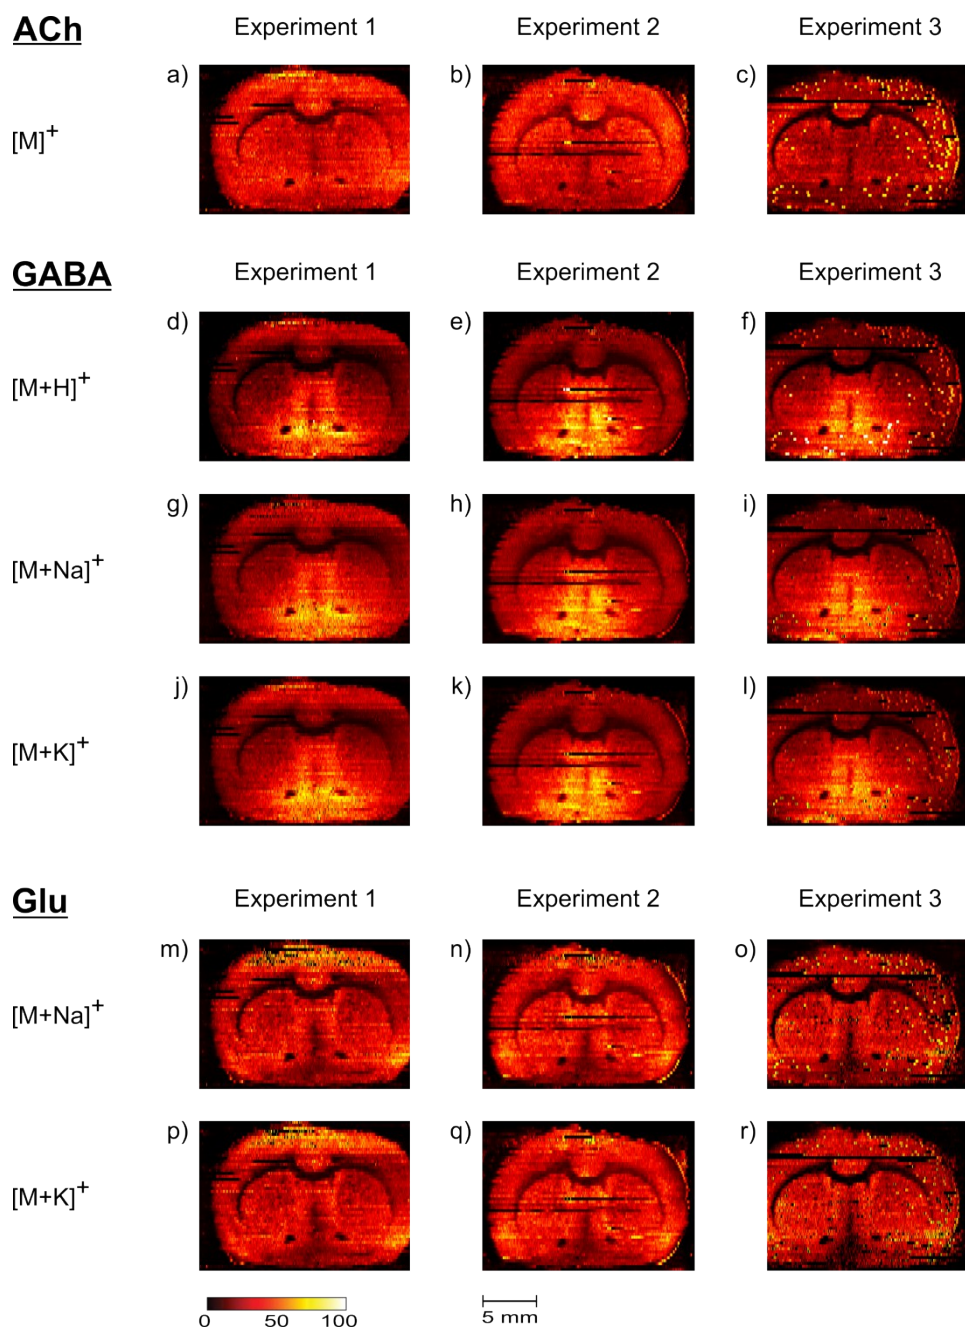 ACh
Experiment 1 Experiment 2 Experiment 3
a) b) c)
[M]+
GABA
Experiment 1 Experiment 2 Experiment 3
d) e) f)
[M+H]+
g) h) i)
[M+Na]+
j) k) l)
[M+K]+
Glu
Experiment 1 Experiment 2 Experiment 3
m) n) o)
[M+Na]+
p) q) r)
[M+K]+
0 50 100
5 mm